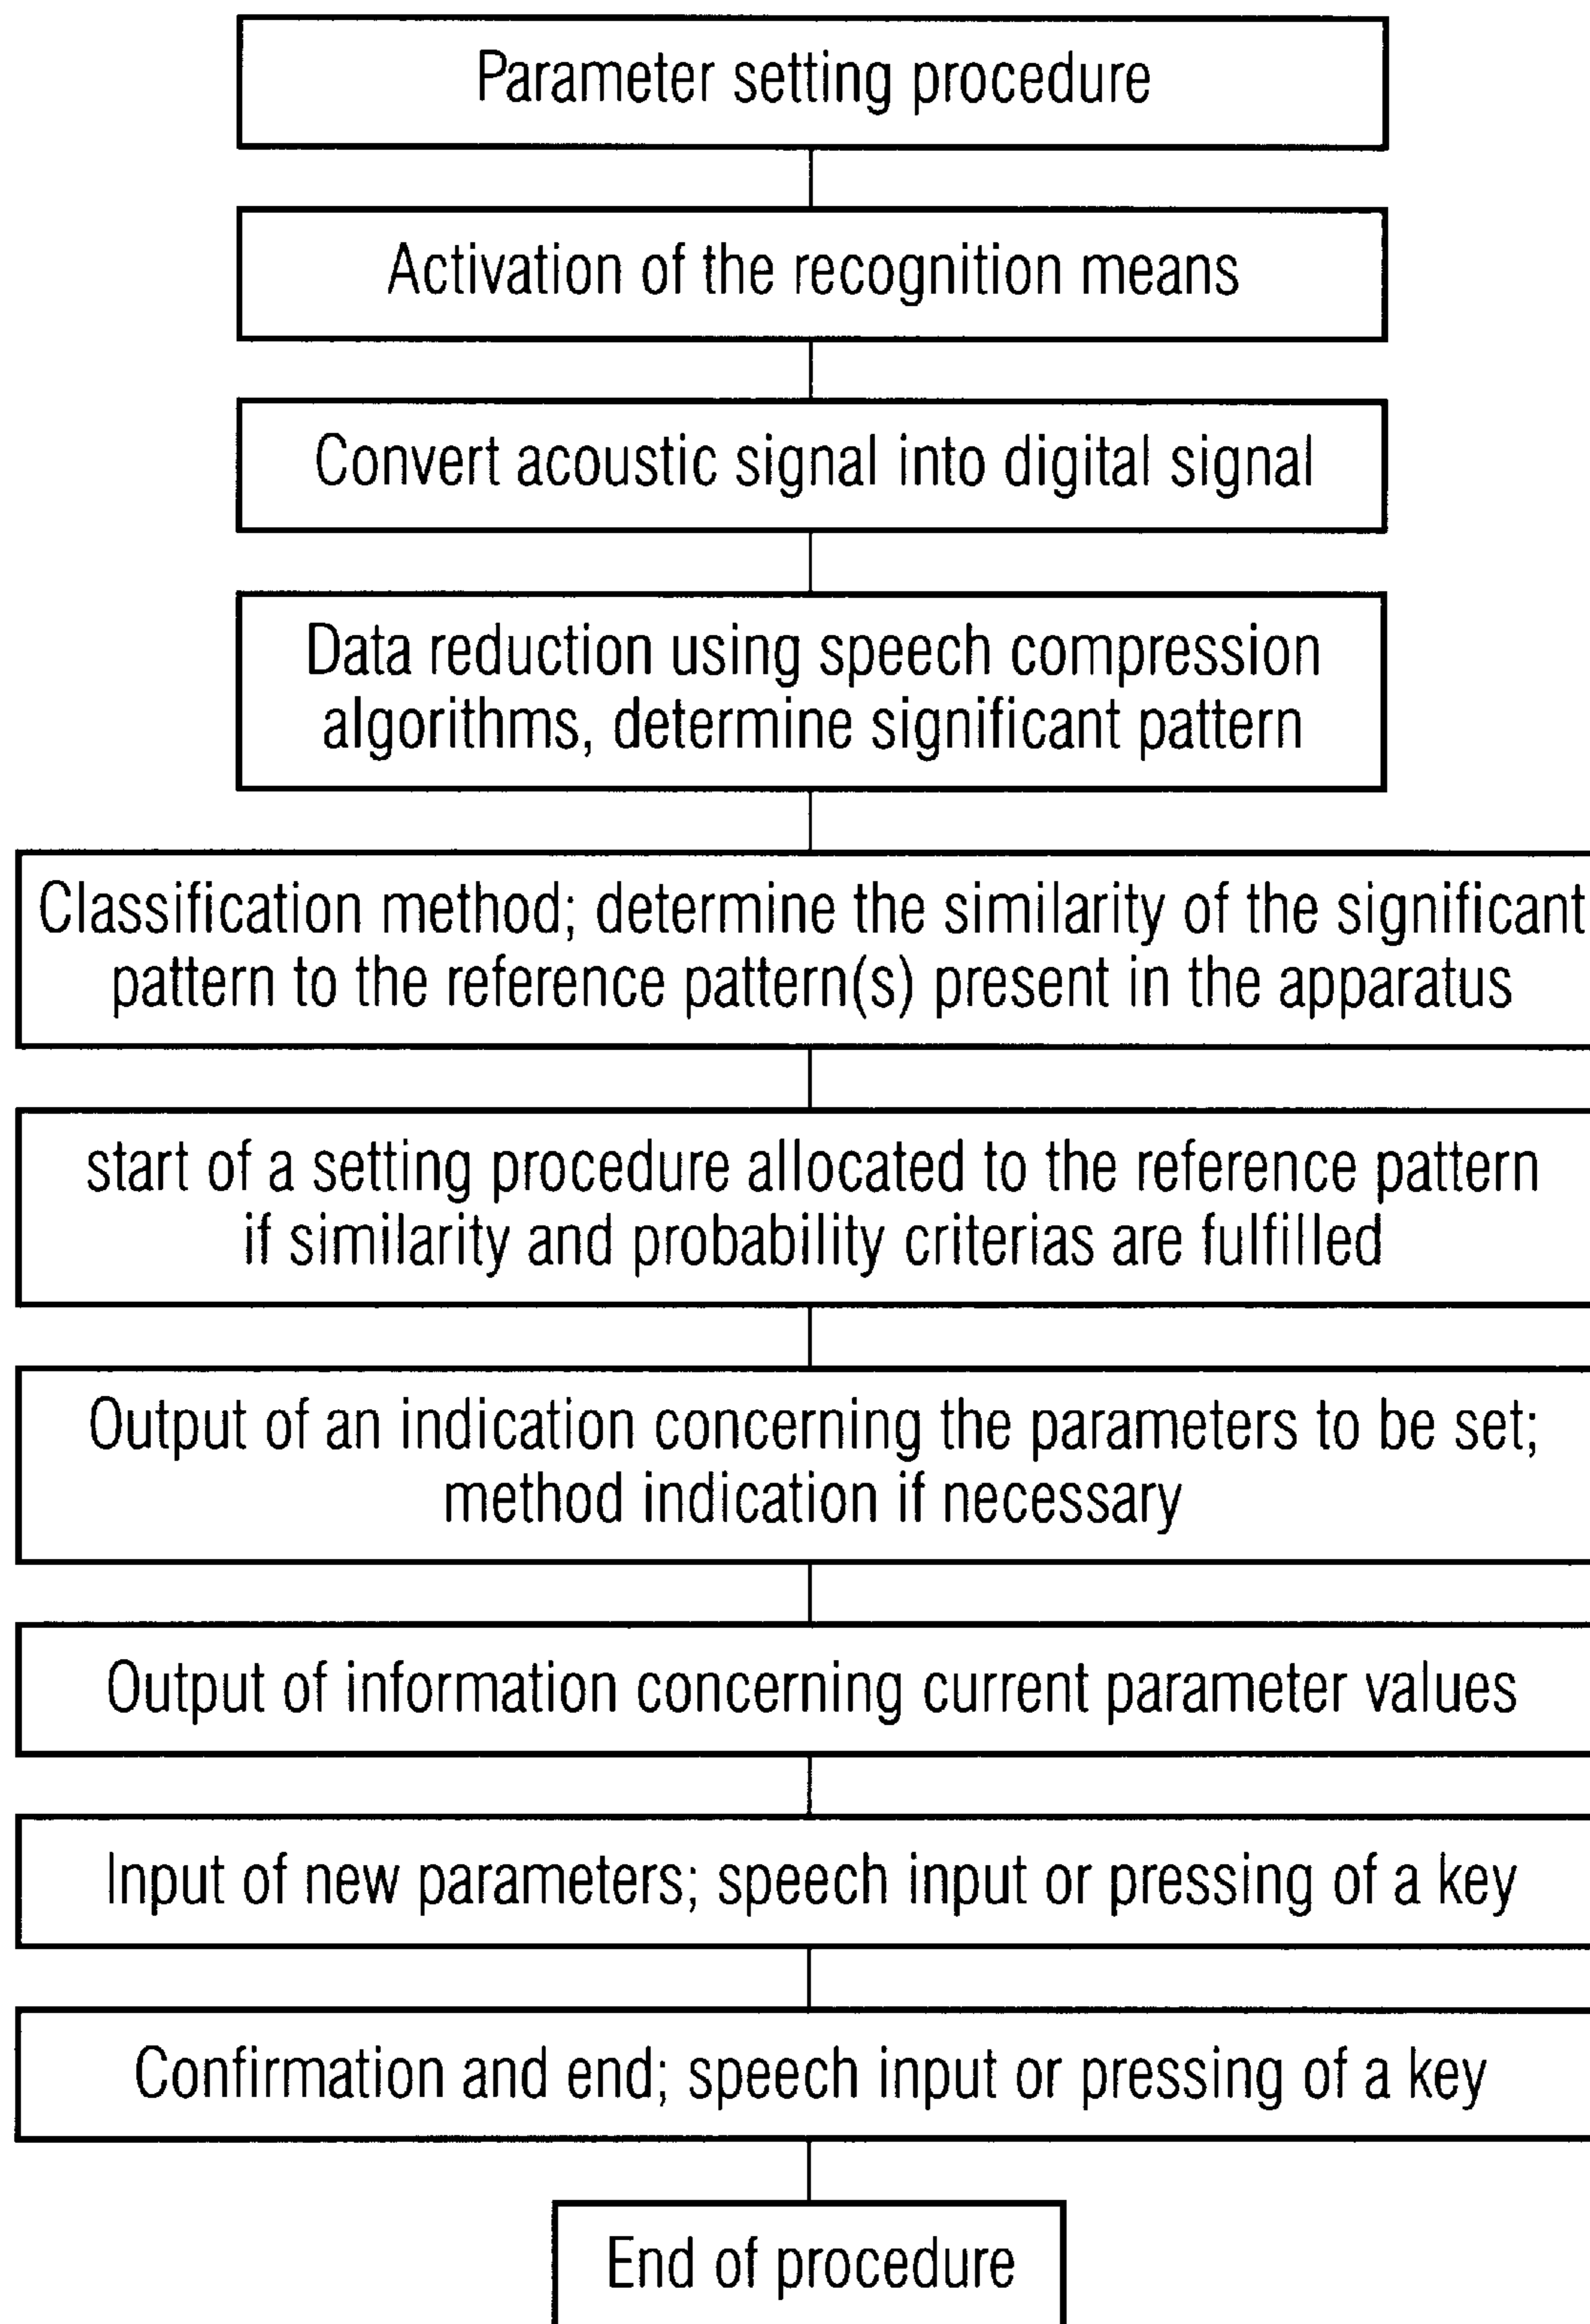 Parameter setting procedure
Activation of the recognition means
Convert acoustic signal into digital signal
Data reduction using speech compression
algorithms, determine significant pattern
Classification method; determine the similarity of the significant
pattern to the reference pattern(s) present in the apparatus
start of a setting procedure allocated to the reference pattern
if similarity and probability criterias are fulfilled
Output of an indication concerning the parameters to be set;
method indication if necessary
Output of information concerning current parameter values
Input of new parameters; speech input or pressing of a key
Confirmation and end; speech input or pressing of a key
End of procedure